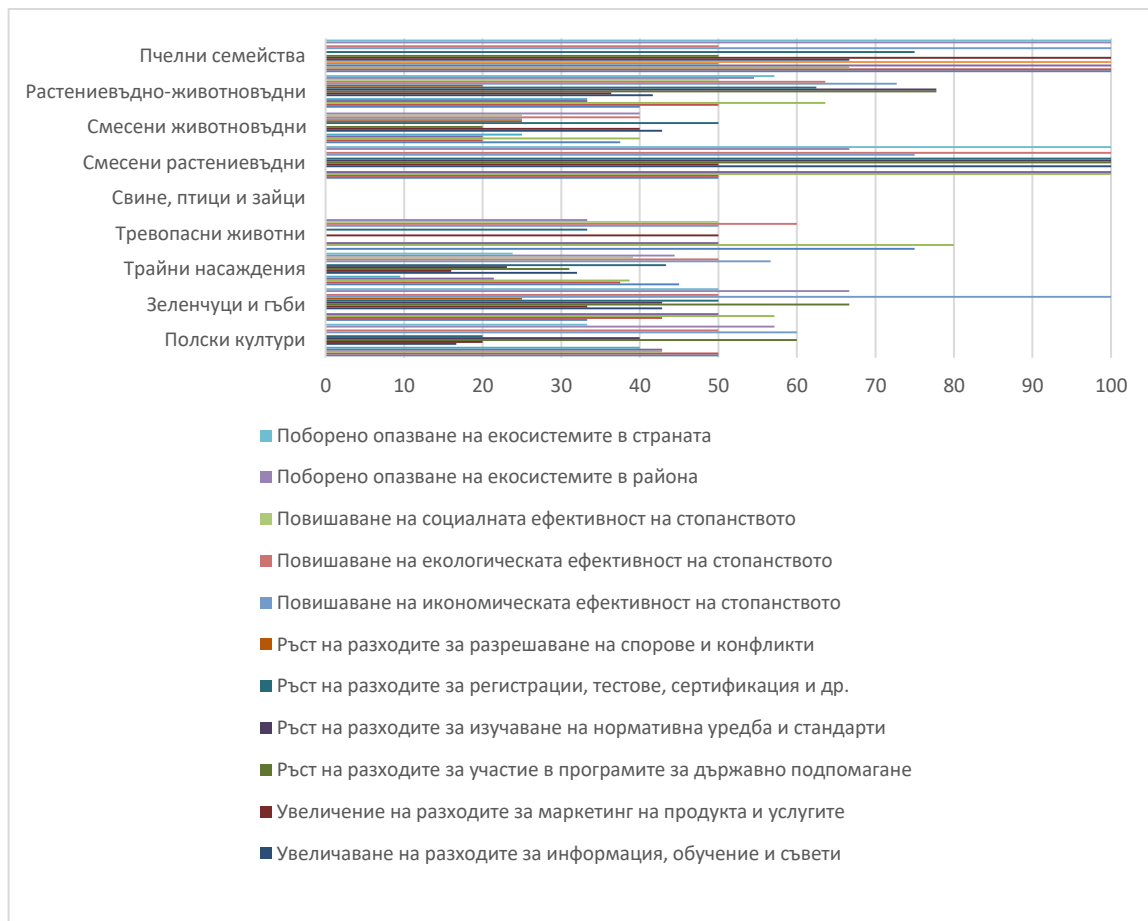 Пчелни семейства
Растениевъдно-животновъдни
Смесени животновъдни
Смесени растениевъдни
Свине, птици и зайци
Тревопасни животни
Трайни насаждения
Зеленчуци и гъби
Полски култури
0 10 20 30 40 50 60 70 80 90 100
Поборено опазване на екосистемите в страната
Поборено опазване на екосистемите в района
Повишаване на социалната ефективност на стопанството
Повишаване на екологическата ефективност на стопанството
Повишаване на икономическата ефективност на стопанството
Ръст на разходите за разрешаване на спорове и конфликти
Ръст на разходите за регистрации, тестове, сертификация и др.
Ръст на разходите за изучаване на нормативна уредба и стандарти
Ръст на разходите за участие в програмите за държавно подпомагане
Увеличение на разходите за маркетинг на продукта и услугите
Увеличаване на разходите за информация, обучение и съвети